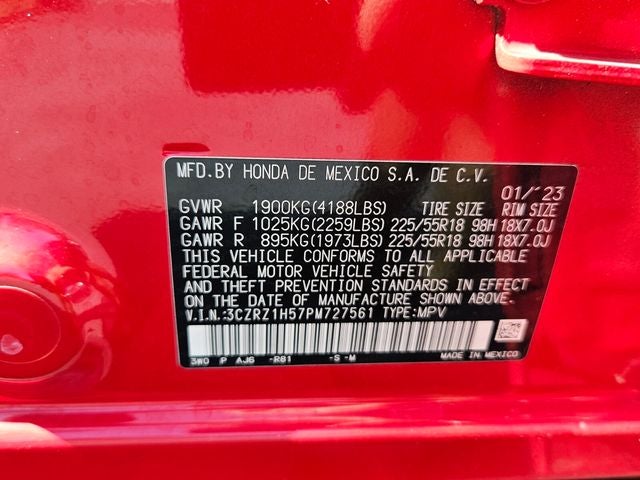 MFD.BY HONDA DE MEXICO S.A. DE C.V.
01/'23
GVWR 1900KG(4188LBS) TIRE SIZE RIM SIZE
GAWR F 1025KG(2259LBS) 225/55R18 98H 18X7.0J
GAWR R 895KG(1973LBS) 225/55R18 98H 18X7.0J
THIS VEHICLE CONFORMS TO ALL APPLICABLE
FEDERAL MOTOR VEHICLE SAFETY
AND THEFT PREVENTION STANDARDS IN EFFECT
ON THE DATE OF MANUFACTURE SHOWN ABOVE.
V.I.N.:3CZRZ1H57PM727561 TYPE:MPV
3W0 P AJ6 -R81 -S-M MADE IN MEXICO